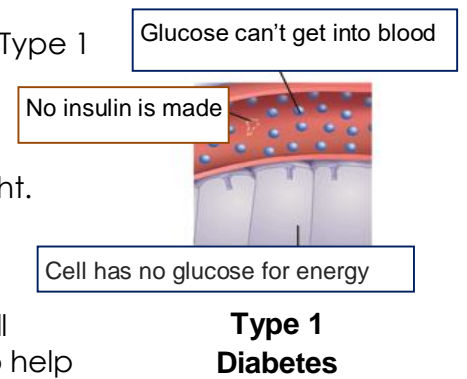 Type 1
Glucose can't get into blood
No insulin is made
ht.
Cell has no glucose for energy
Type 1
Diabetes
help